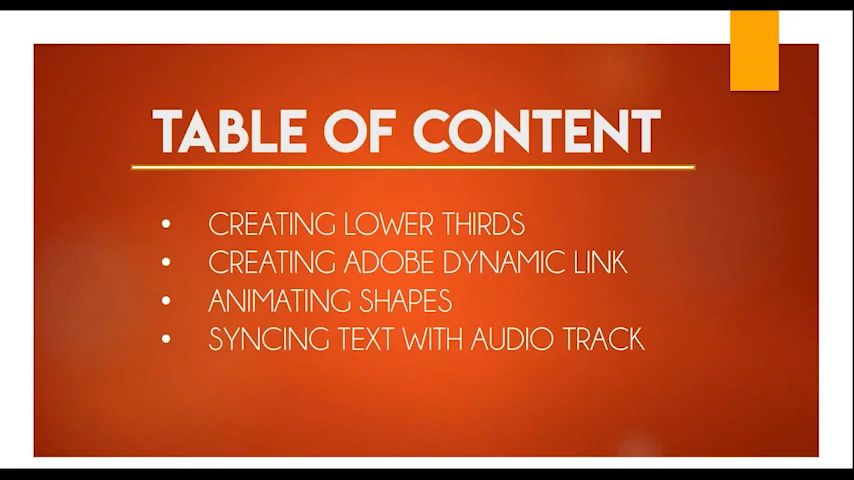 TABLE OF CONTENT
• CREATING LOWER THIRDS
• CREATING ADOBE DYNAMIC LINK
• ANIMATING SHAPES
• SYNCING TEXT WITH AUDIO TRACK